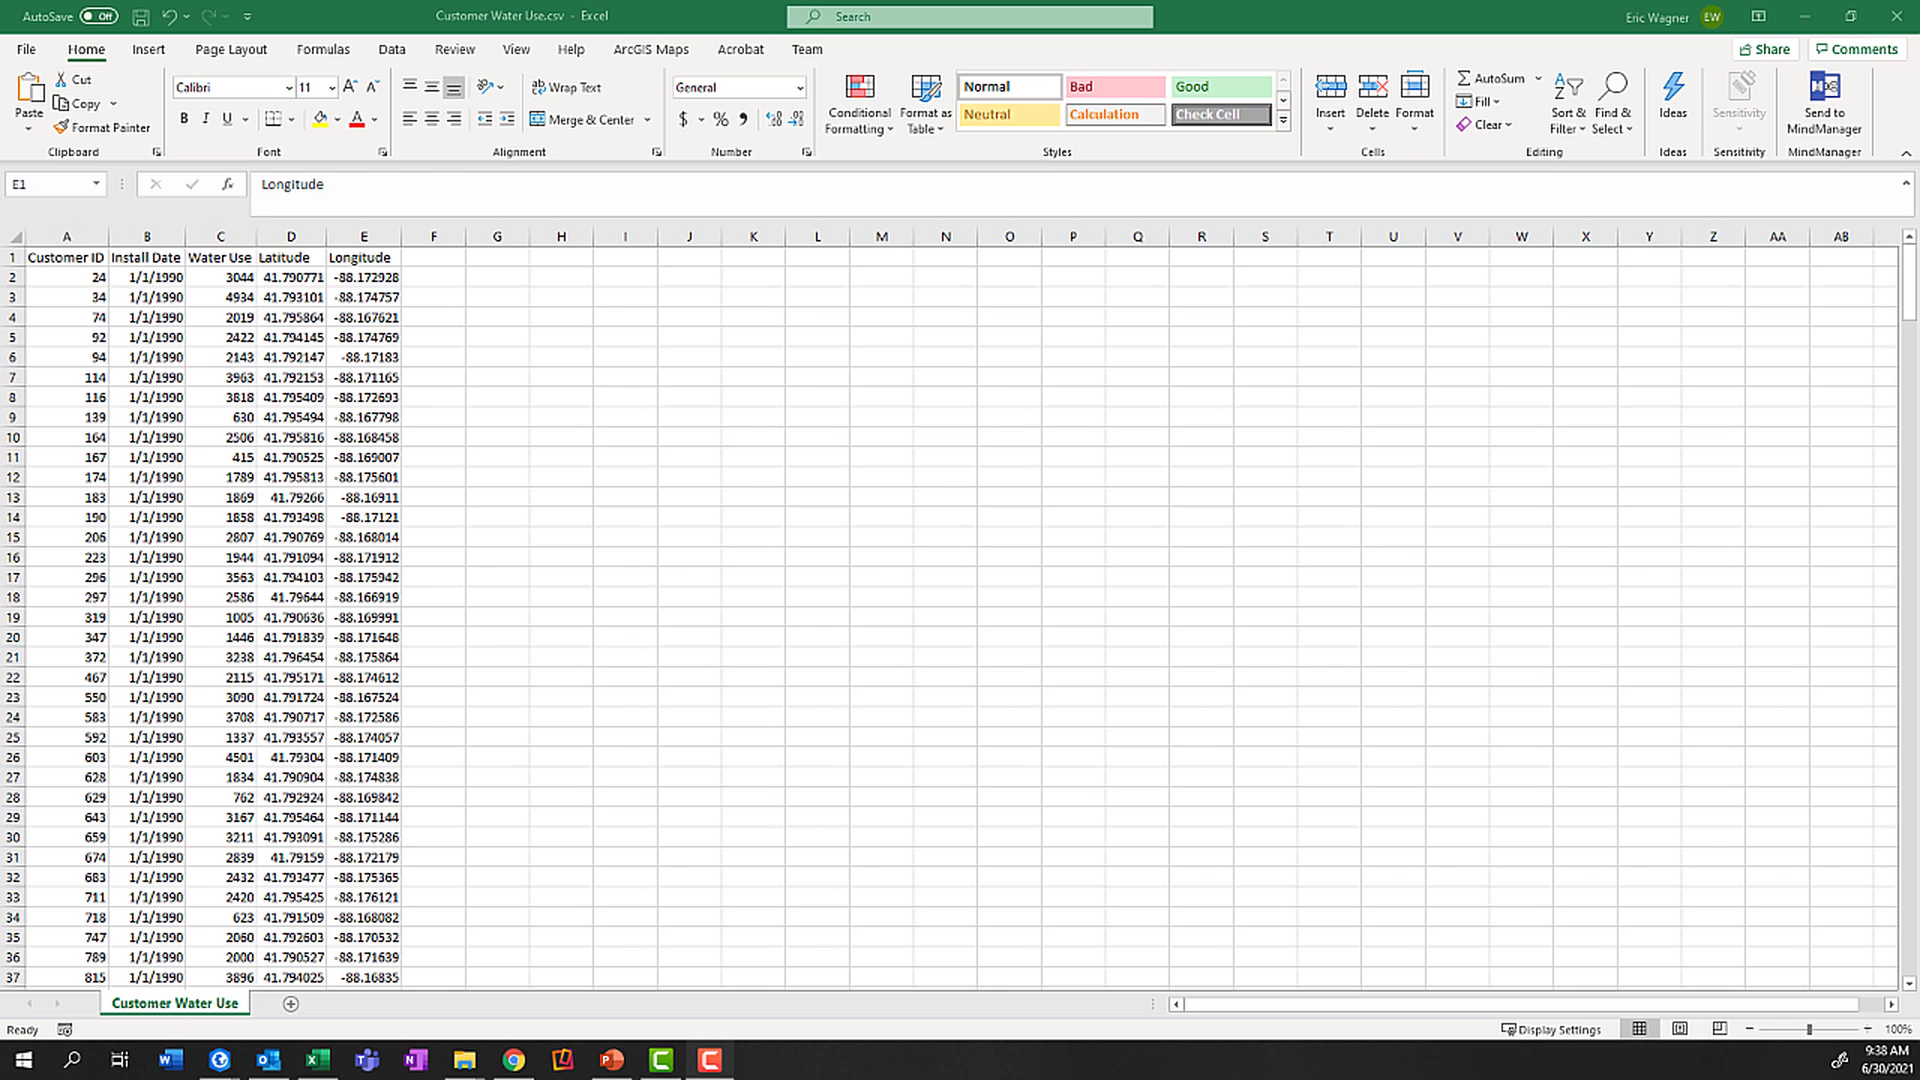 AutoSave Off Customer Water Use.csv - Excel Search Eric Wagner EW
File Home Insert Page Layout Formulas Data Review View Help ArcGIS Maps Acrobat Team Share Comments
Paste Cut Copy Format Painter Clipboard
Calibri 11 A A B I U A Font
Wrap Text Merge & Center Alignment
General $ % 9 Number
Conditional Formatting Format as Table Normal Bad Good Neutral Calculation Check Cell Styles
Insert Delete Format Cells
AutoSum Fill Clear Sort & Filter Find & Select Editing
Ideas Ideas
Sensitivity Sensitivity
Send to MindManager MindManager
E1 fx Longitude
A B C D E F G H I J K L M N O P Q R S T U V W X Y Z AA AB
1 Customer ID Install Date Water Use Latitude Longitude
2 24 1/1/1990 3044 41.790771 -88.172928
3 34 1/1/1990 4934 41.793101 -88.174757
4 74 1/1/1990 2019 41.795864 -88.167621
5 92 1/1/1990 2422 41.794145 -88.174769
6 94 1/1/1990 2143 41.792147 -88.17183
7 114 1/1/1990 3963 41.792153 -88.171165
8 116 1/1/1990 3818 41.795409 -88.172693
9 139 1/1/1990 630 41.795494 -88.167798
10 164 1/1/1990 2506 41.795816 -88.168458
11 167 1/1/1990 415 41.790525 -88.169007
12 174 1/1/1990 1789 41.795813 -88.175601
13 183 1/1/1990 1869 41.79266 -88.16911
14 190 1/1/1990 1858 41.793498 -88.17121
15 206 1/1/1990 2807 41.790769 -88.168014
16 223 1/1/1990 1944 41.791094 -88.171912
17 296 1/1/1990 3563 41.794103 -88.175942
18 297 1/1/1990 2586 41.79644 -88.166919
19 319 1/1/1990 1005 41.790636 -88.169991
20 347 1/1/1990 1446 41.791839 -88.171648
21 372 1/1/1990 3238 41.796454 -88.175864
22 467 1/1/1990 2115 41.795171 -88.174612
23 550 1/1/1990 3090 41.791724 -88.167524
24 583 1/1/1990 3708 41.790717 -88.172586
25 592 1/1/1990 1337 41.793557 -88.174057
26 603 1/1/1990 4501 41.79304 -88.171409
27 628 1/1/1990 1834 41.790904 -88.174838
28 629 1/1/1990 762 41.792924 -88.169842
29 643 1/1/1990 3167 41.795464 -88.171144
30 659 1/1/1990 3211 41.793091 -88.175286
31 674 1/1/1990 2839 41.79159 -88.172179
32 683 1/1/1990 2432 41.793477 -88.175365
33 711 1/1/1990 2420 41.795425 -88.176121
34 718 1/1/1990 623 41.791509 -88.168082
35 747 1/1/1990 2060 41.792603 -88.170532
36 789 1/1/1990 2000 41.790527 -88.171639
37 815 1/1/1990 3896 41.794025 -88.16835
Customer Water Use
Ready Display Settings 100%
9:38 AM
6/30/2021